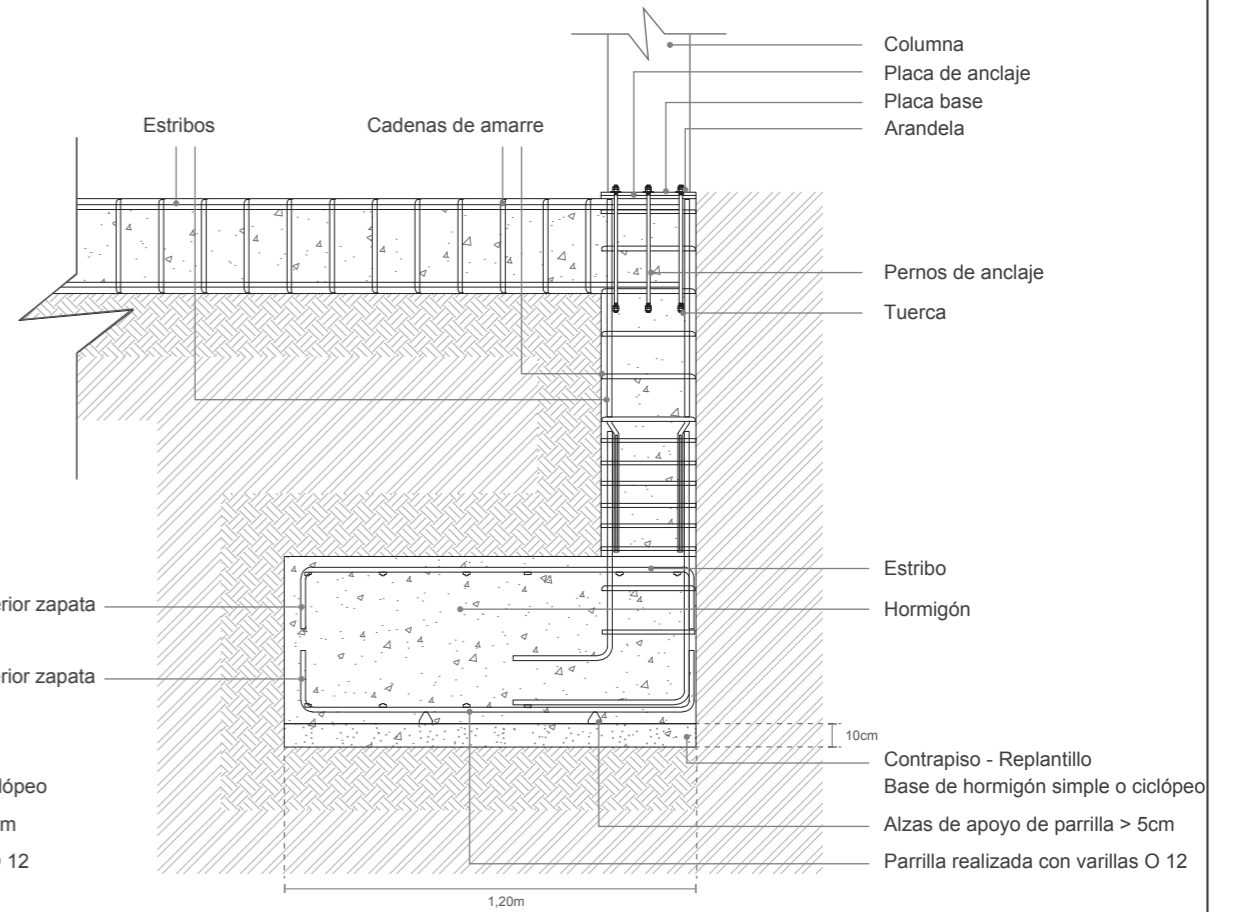 Columna
Placa de anclaje
Placa base
Arandela
Estribos
Cadenas de amarre
Pernos de anclaje
Tuerca
Estribo
Hormigón
erior zapata
erior zapata
10cm
Contrapiso - Replantillo
Base de hormigón simple o ciclópeo
Alzas de apoyo de parrilla > 5cm
Parrilla realizada con varillas O 12
lópeo
m
12
1,20m